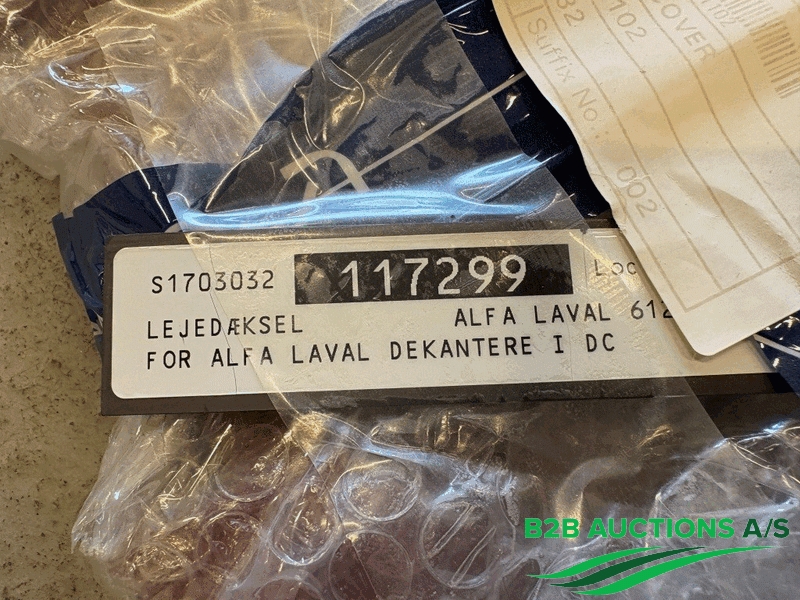 COVER
102
32
Suffix No.:
002
S1703032 117299 Loc
LEJEDÆKSEL ALFA LAVAL 612
FOR ALFA LAVAL DEKANTERE I DC
B2B AUCTIONS A/S